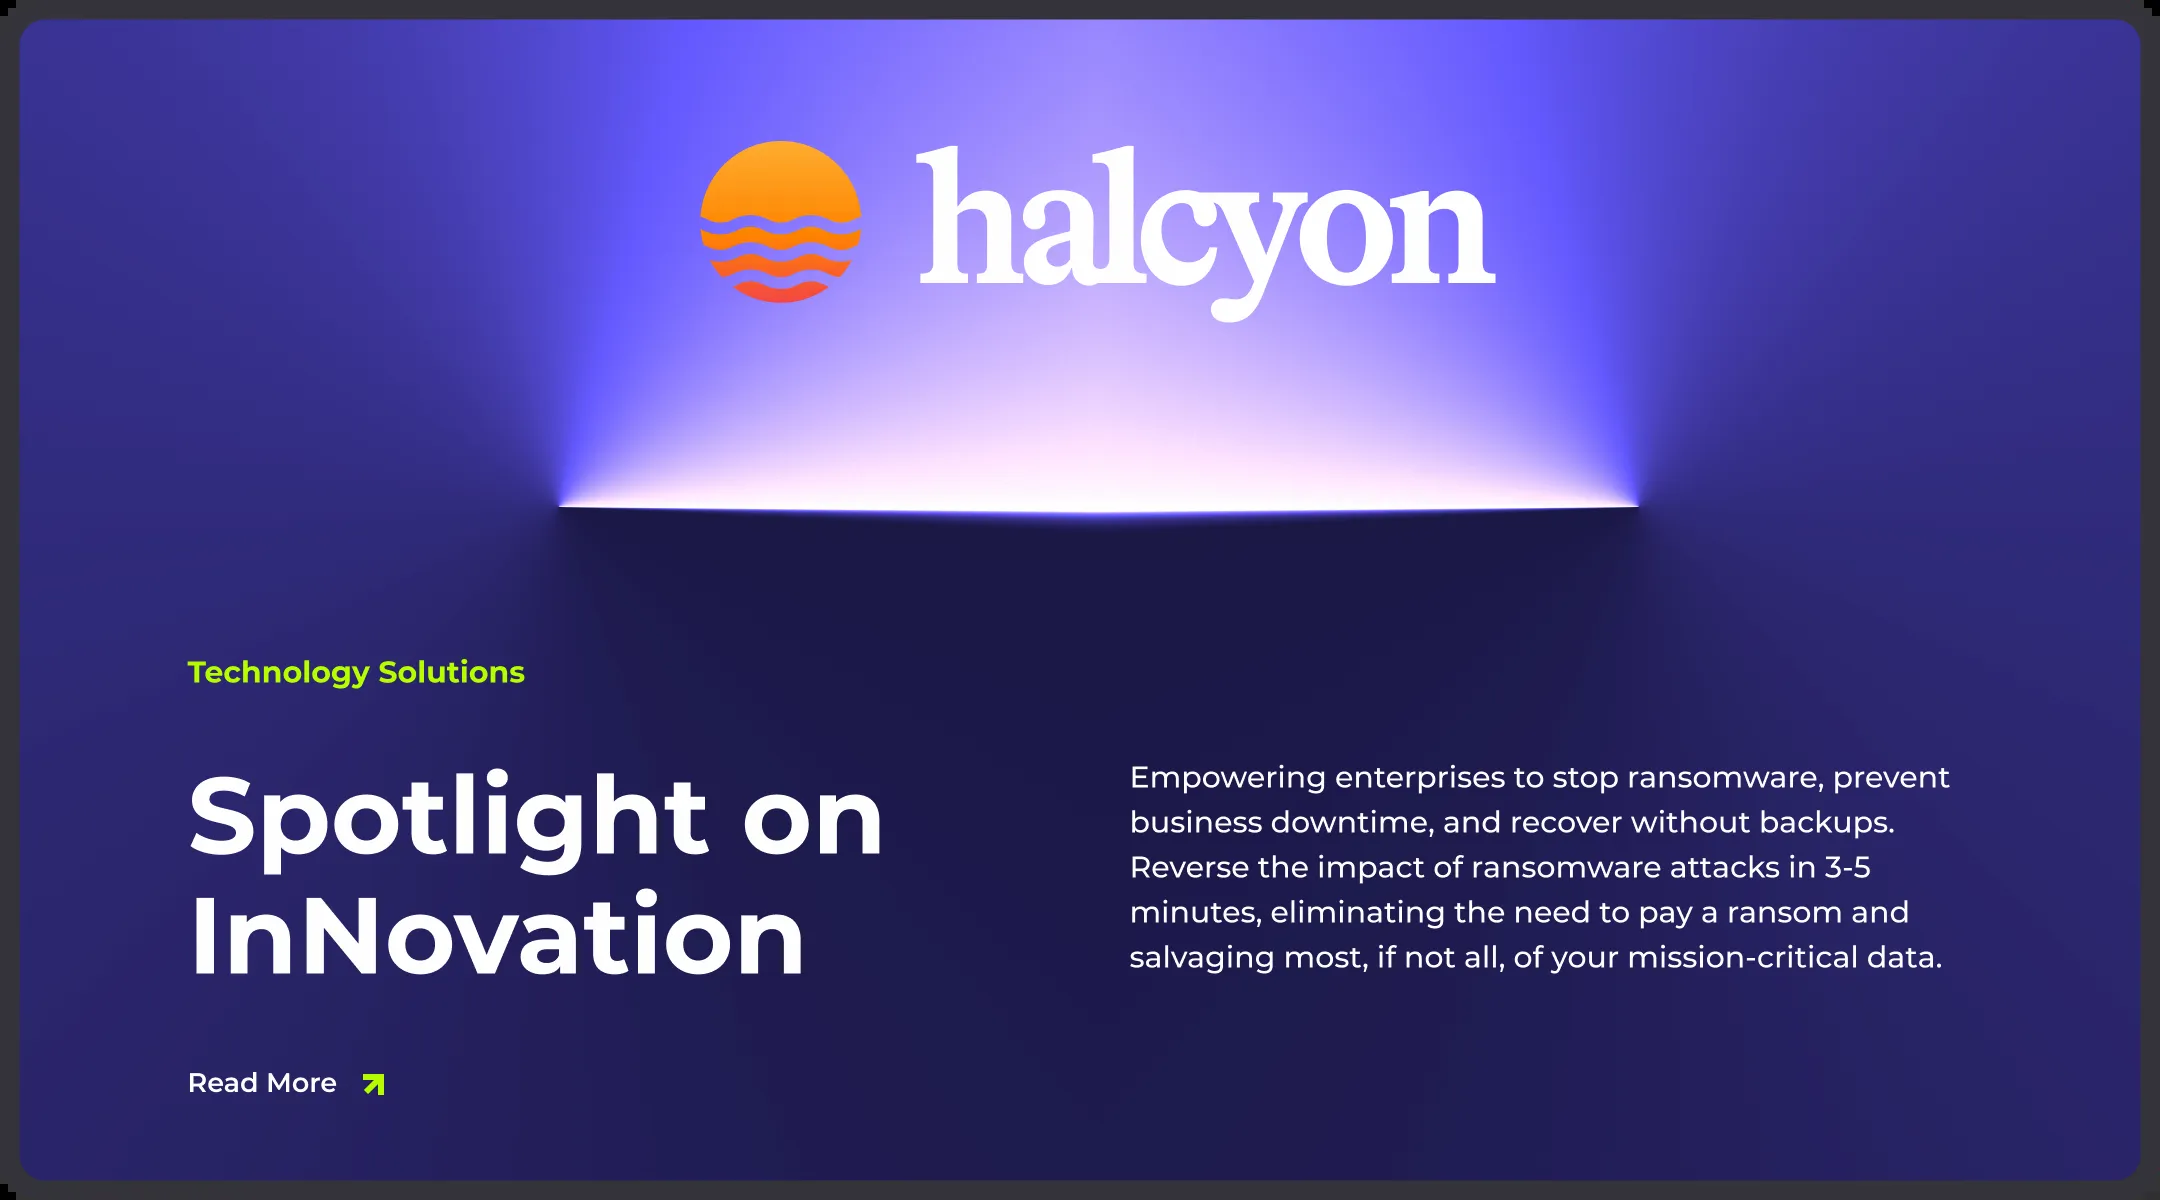 halcyon
Technology Solutions
Spotlight on
InNovation
Empowering enterprises to stop ransomware, prevent
business downtime, and recover without backups.
Reverse the impact of ransomware attacks in 3-5
minutes, eliminating the need to pay a ransom and
salvaging most, if not all, of your mission-critical data.
Read More